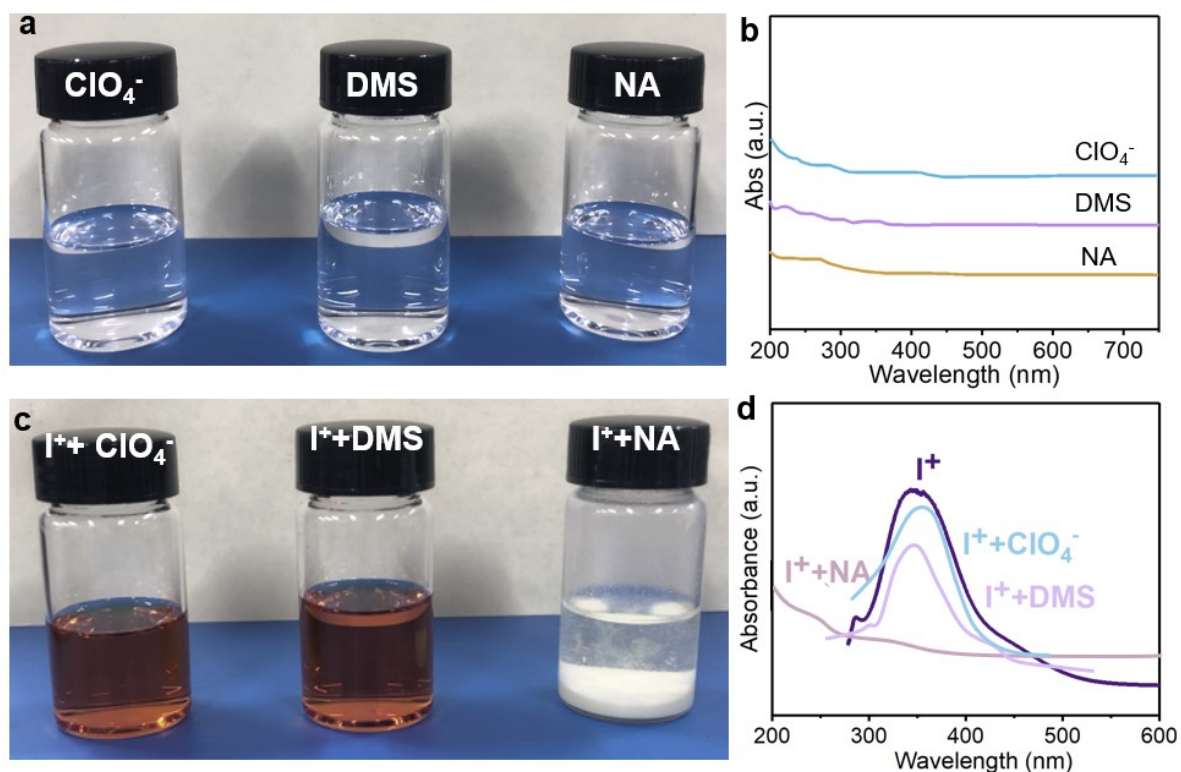 a
ClO₄⁻
DMS
NA
b
Abs (a.u.)
ClO₄⁻
DMS
NA
200 300 400 500 600 700
Wavelength (nm)
c
I⁺+ ClO₄⁻
I⁺+DMS
I⁺+NA
d
Absorbance (a.u.)
I⁺
I⁺+ClO₄⁻
I⁺+NA
I⁺+DMS
200 300 400 500 600
Wavelength (nm)